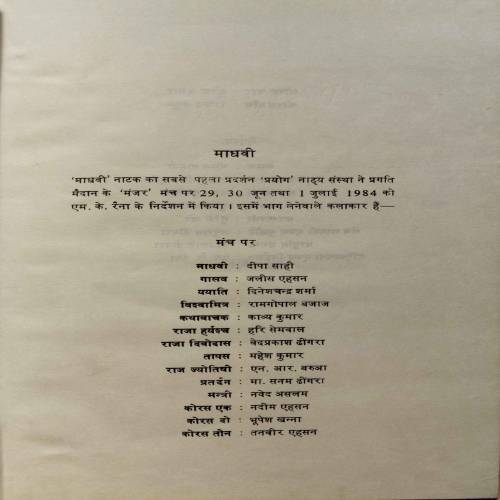 माधवी
'माधवी' नाटक का सबसे पहला प्रदर्शन 'प्रयोग' नाट्य संस्था ने प्रगति
मैदान के 'मंजर' मंच पर 29, 30 जून तथा 1 जुलाई 1984 को
एम. के. रैना के निर्देशन में किया । इसमें भाग लेनेवाले कलाकार हैं—
मंच पर
माधवी : दीपा साही
गालव : जलीस एहसन
ययाति : दिनेशचन्द्र शर्मा
विश्वामित्र : रामगोपाल बजाज
कथावाचक : काव्य कुमार
राजा हर्यश्च : हरि सेमवाल
राजा दिवोदास : वेदप्रकाश ढींगरा
तापस : महेश कुमार
राज ज्योतिषी : एन. आर. बरुआ
प्रतर्दन : मा. सनम ढींगरा
मन्त्री : नवेद असलम
कोरस एक : नदीम एहसन
कोरस दो : भूपेश खन्ना
कोरस तीन : तनवीर एहसन